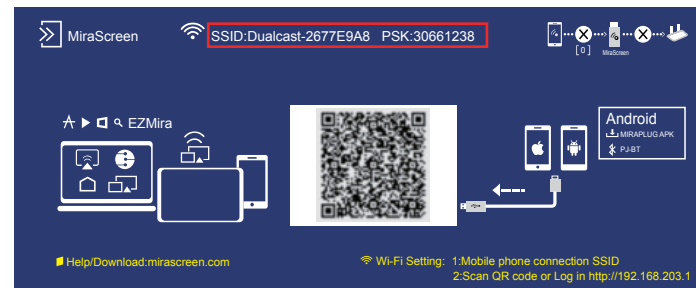 MiraScreen
SSID:Dualcast-2677E9A8 PSK:30661238
[ 0 ]
MiraScreen
EZMira
Android
MIRAPLUG APK
PJ-BT
Help/Download:mirascreen.com
Wi-Fi Setting: 1:Mobile phone connection SSID
2:Scan QR code or Log in http://192.168.203.1